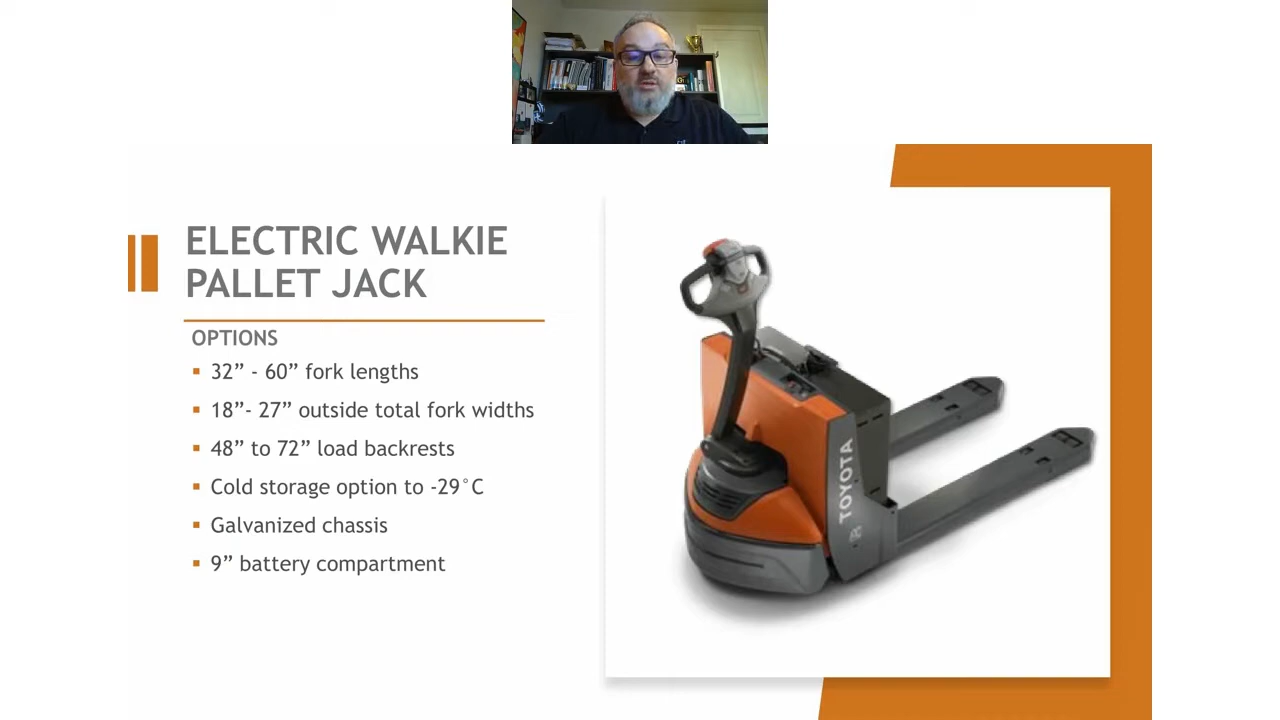 ELECTRIC WALKIE
PALLET JACK
OPTIONS
▪ 32” - 60” fork lengths
▪ 18”- 27” outside total fork widths
▪ 48” to 72” load backrests
▪ Cold storage option to -29°C
▪ Galvanized chassis
▪ 9” battery compartment
TOYOTA